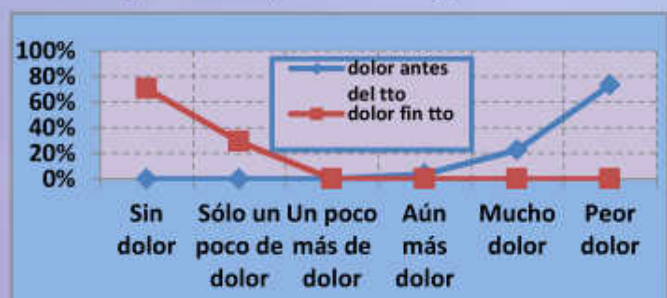 100%
80%
60%
40%
20%
0%
dolor antes
del tto
dolor fin tto
Sin
dolor
Sólo un
poco de
dolor
Un poco
más de
dolor
Aún
más
dolor
Mucho
dolor
Peor
dolor